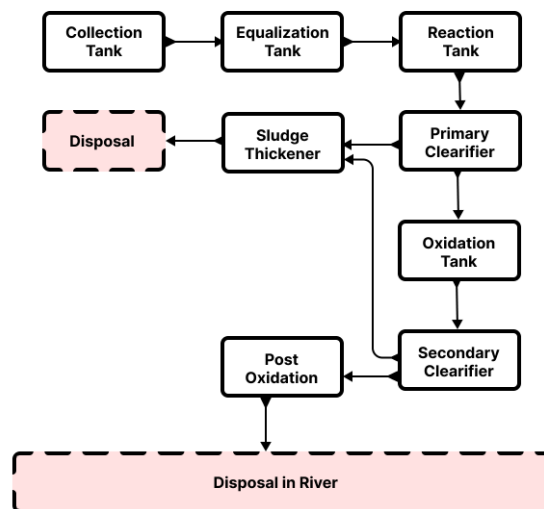 Collection
Tank
Equalization
Tank
Reaction
Tank
Disposal
Sludge
Thickener
Primary
Clearifier
Oxidation
Tank
Post
Oxidation
Secondary
Clearifier
Disposal in River